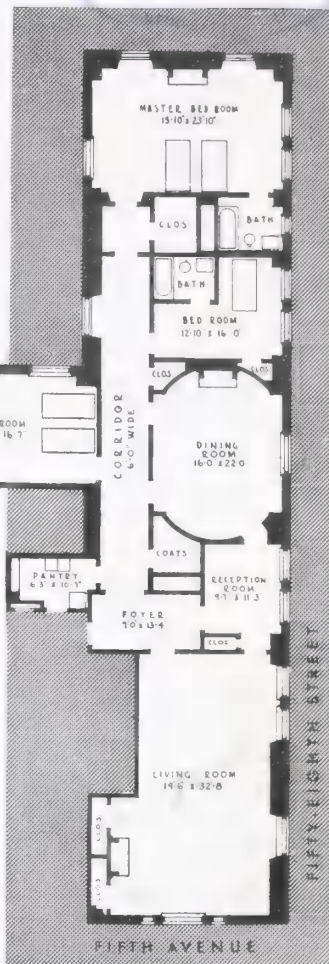 MASTER BED ROOM
15·10" x 23'10"
CLOS
BATH
BATH
BED ROOM
12'·10" x 16'·0"
CLOS
CLOS
ROOM
16'·7"
CORRIDOR
6'·0" WIDE
DINING
ROOM
16·0 x 22·0
COATS
PANTRY
6'·3" x 10'·7"
RECEPTION
ROOM
9'·7 x 11'·3
FOYER
9'0" x 13'·4
CLOS
LIVING ROOM
19'·6" x 32'·8
CLOS
CLOS
FIFTY-EIGHTH STREET
FIFTH AVENUE